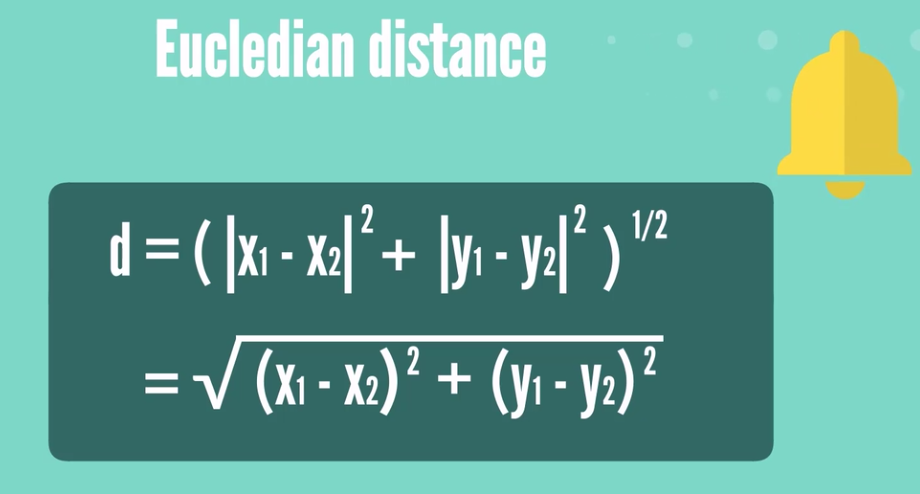 Eucledian distance
d = ( |x₁ - x₂|² + |y₁ - y₂|² )^1/2
= √(x₁ - x₂)² + (y₁ - y₂)²